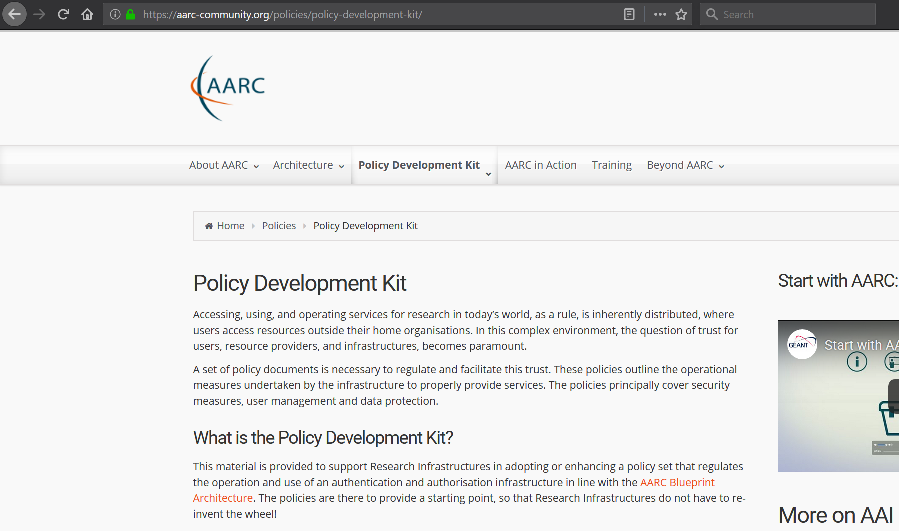 https://aarc-community.org/policies/policy-development-kit/
Search
AARC
About AARC
Architecture
Policy Development Kit
AARC in Action
Training
Beyond AARC
Home
Policies
Policy Development Kit
Policy Development Kit
Accessing, using, and operating services for research in today's world, as a rule, is inherently distributed, where
users access resources outside their home organisations. In this complex environment, the question of trust for
users, resource providers, and infrastructures, becomes paramount.
A set of policy documents is necessary to regulate and facilitate this trust. These policies outline the operational
measures undertaken by the infrastructure to properly provide services. The policies principally cover security
measures, user management and data protection.
What is the Policy Development Kit?
This material is provided to support Research Infrastructures in adopting or enhancing a policy set that regulates
the operation and use of an authentication and authorisation infrastructure in line with the AARC Blueprint
Architecture. The policies are there to provide a starting point, so that Research Infrastructures do not have to re-
invent the wheel!
Start with AARC:
GÉANT
Start with AA
More on AAI